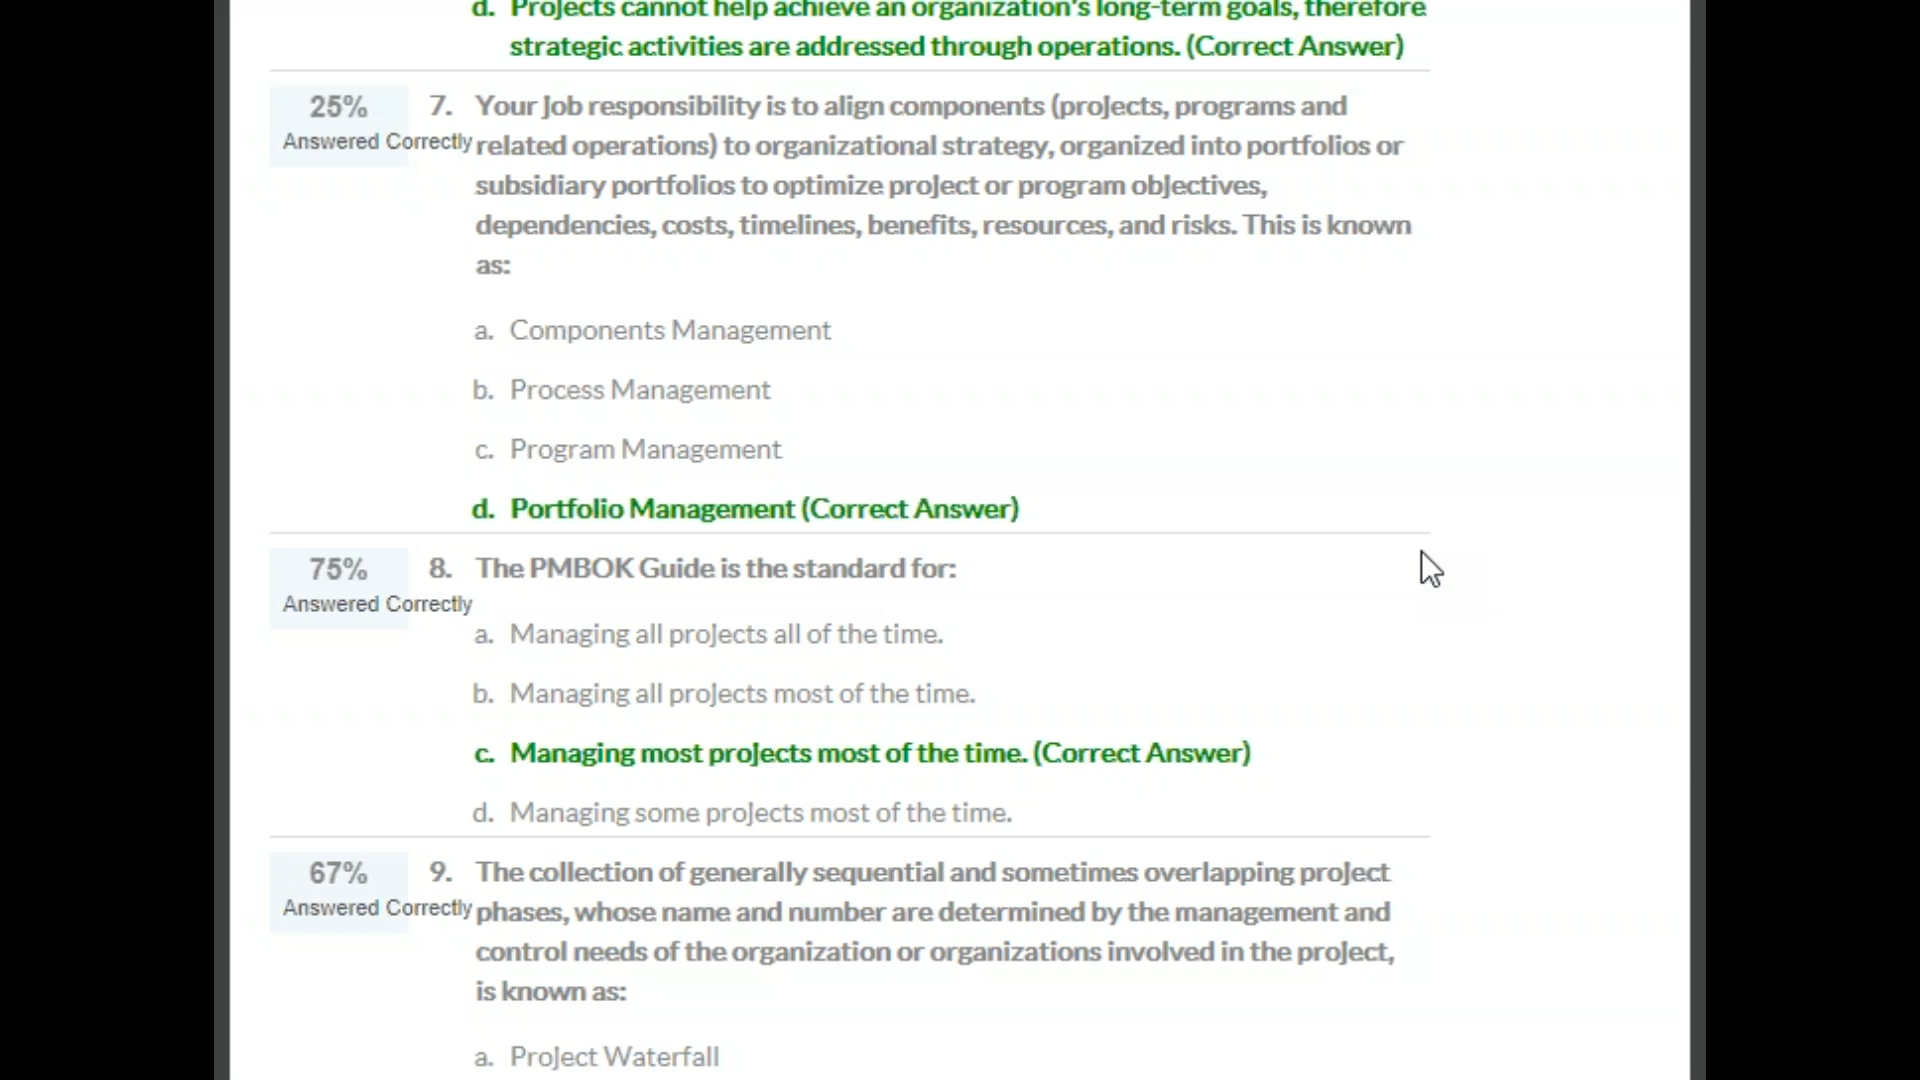 d. Projects cannot help achieve an organization's long-term goals, therefore
strategic activities are addressed through operations. (Correct Answer)
25%
Answered Correctly
7. Your job responsibility is to align components (projects, programs and
related operations) to organizational strategy, organized into portfolios or
subsidiary portfolios to optimize project or program objectives,
dependencies, costs, timelines, benefits, resources, and risks. This is known
as:
a. Components Management
b. Process Management
c. Program Management
d. Portfolio Management (Correct Answer)
75%
Answered Correctly
8. The PMBOK Guide is the standard for:
a. Managing all projects all of the time.
b. Managing all projects most of the time.
c. Managing most projects most of the time. (Correct Answer)
d. Managing some projects most of the time.
67%
Answered Correctly
9. The collection of generally sequential and sometimes overlapping project
phases, whose name and number are determined by the management and
control needs of the organization or organizations involved in the project,
is known as:
a. Project Waterfall